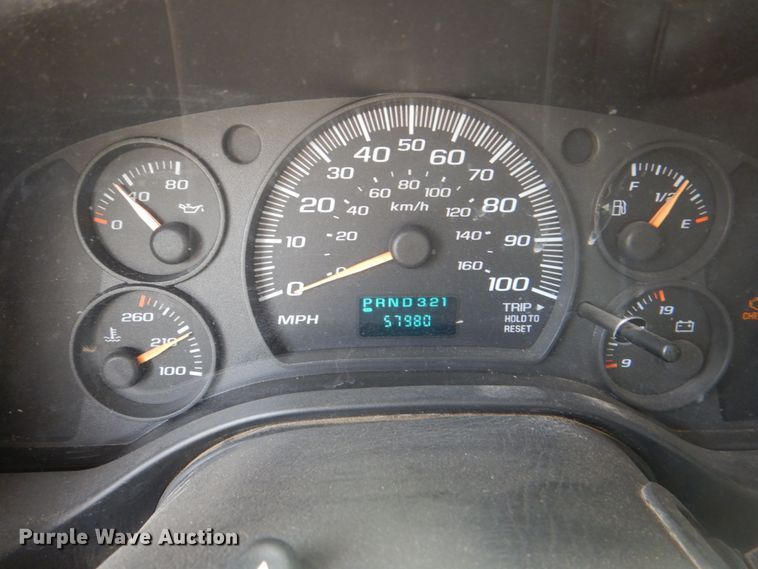 0 40 80
260
210
100
0 10 20 30 40 50 60 70 80 90 100
0 20 40 60 80 100 120 140 160
km/h
MPH
PRND321
57980
TRIP
HOLD TO
RESET
F 1/2 E
19
9
CHE
Purple Wave Auction